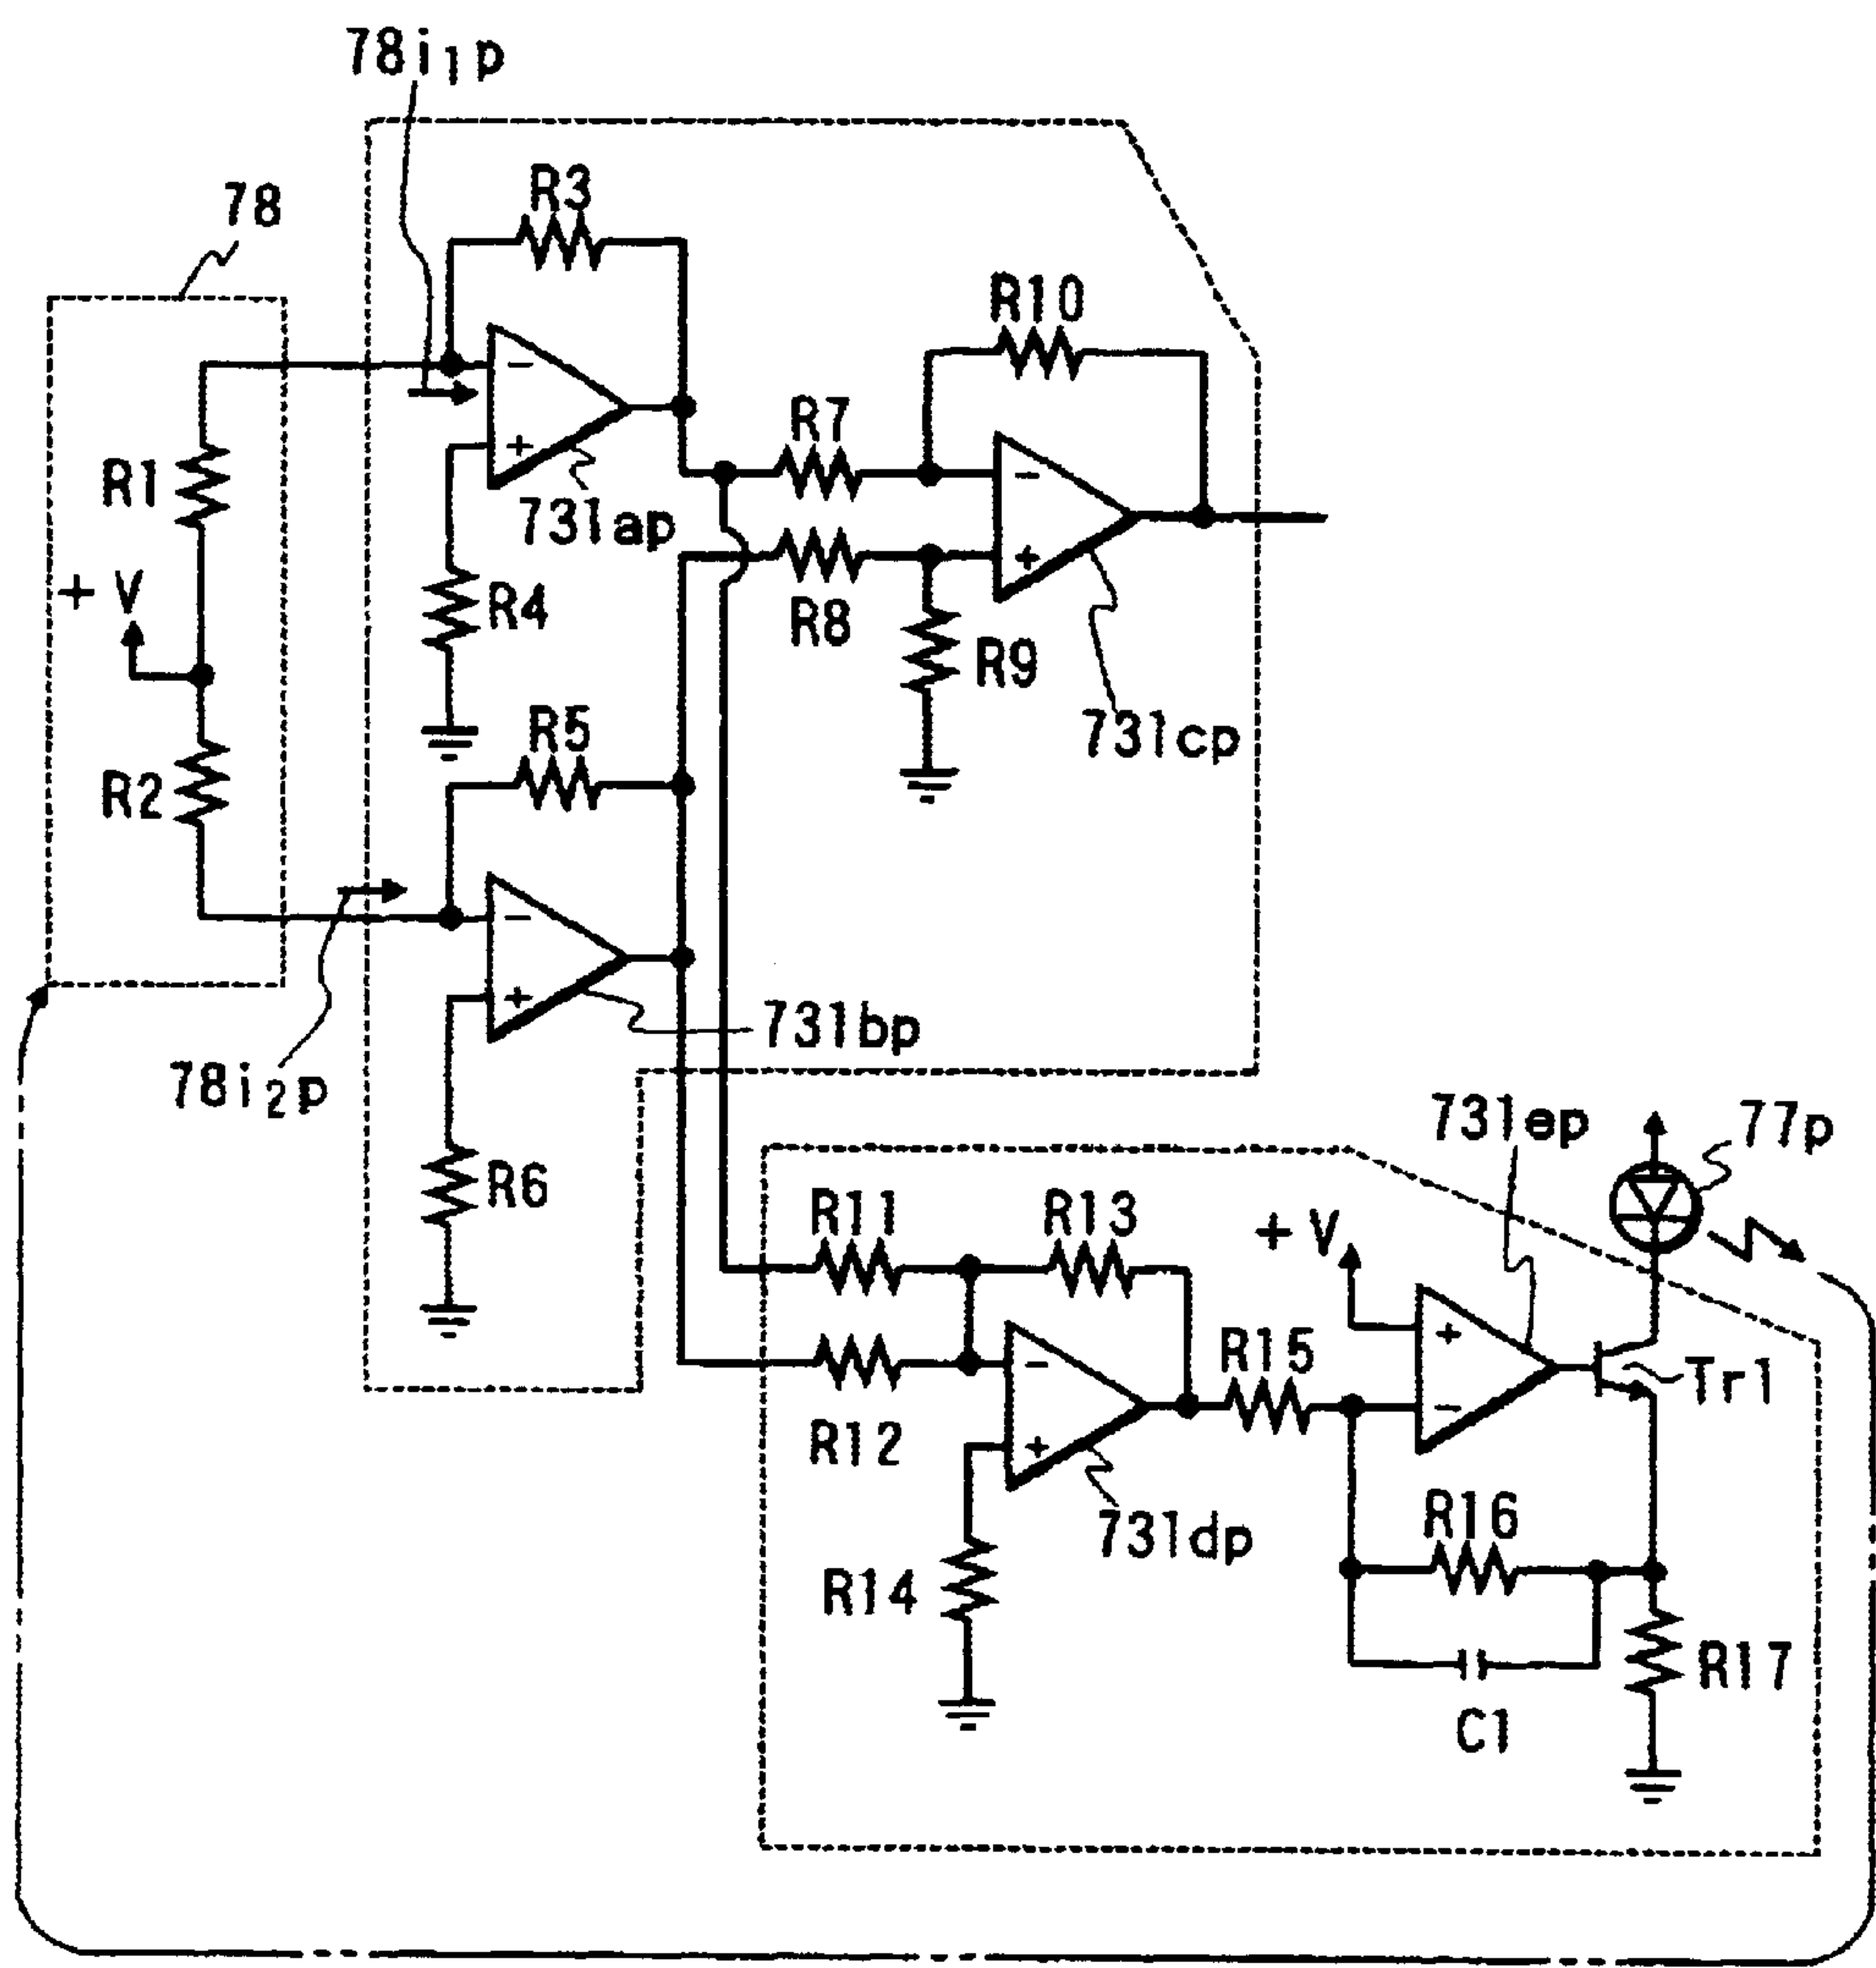 78i1p
78
R3
R10
R7
R1
731ap
+ V
R4
R8
R9
R5
731cp
R2
731bp
78i2p
731ep
77p
R6
R11
R13
+ V
R15
Tr1
R12
R16
731dp
R14
R17
C1